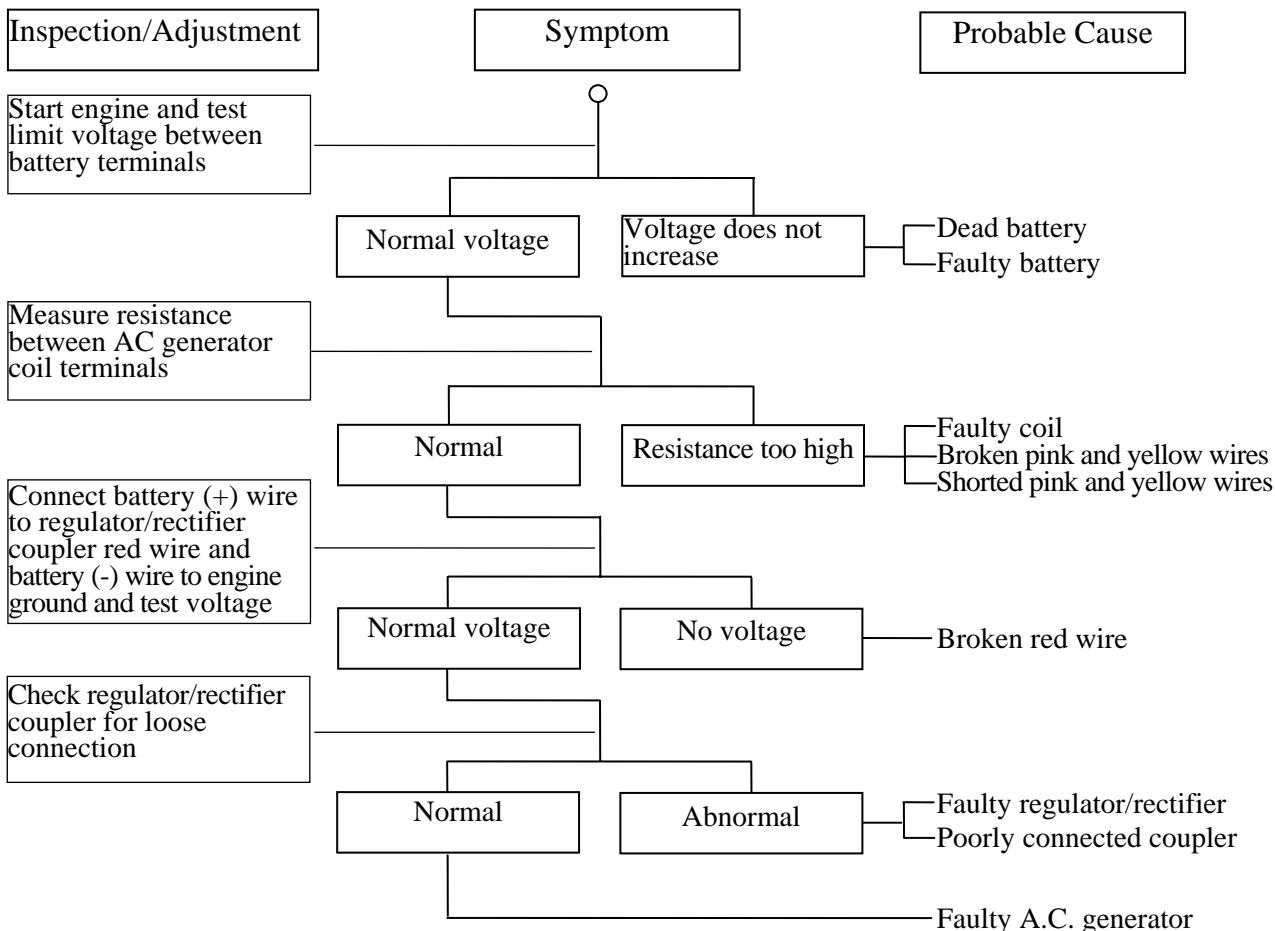 Inspection/Adjustment
Symptom
Probable Cause
Start engine and test
limit voltage between
battery terminals
Normal voltage
Voltage does not
increase
Dead battery
Faulty battery
Measure resistance
between AC generator
coil terminals
Normal
Resistance too high
Faulty coil
Broken pink and yellow wires
Shorted pink and yellow wires
Connect battery (+) wire
to regulator/rectifier
coupler red wire and
battery (-) wire to engine
ground and test voltage
Normal voltage
No voltage
Broken red wire
Check regulator/rectifier
coupler for loose
connection
Normal
Abnormal
Faulty regulator/rectifier
Poorly connected coupler
Faulty A.C. generator